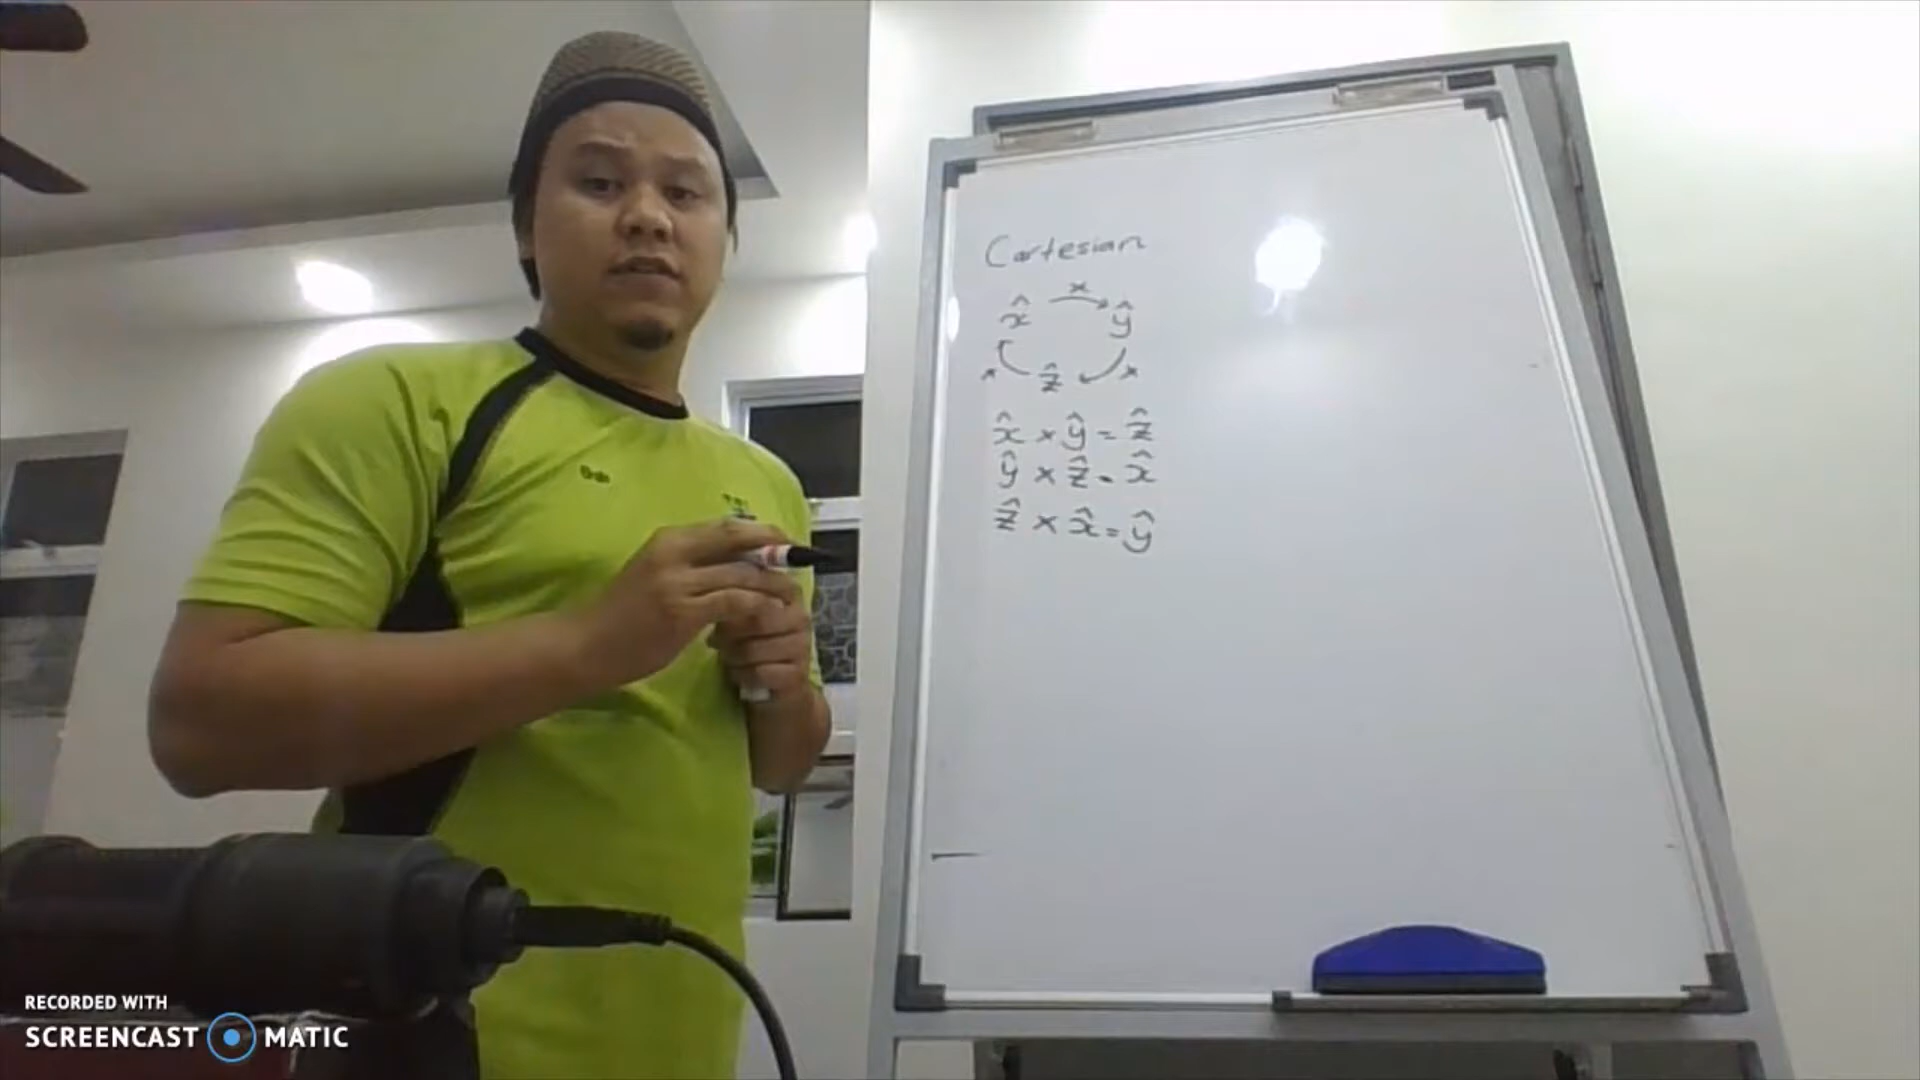 Cartesian
x̂ × ŷ
× ẑ ×
x̂ × ŷ = ẑ
ŷ × ẑ = x̂
ẑ × x̂ = ŷ
RECORDED WITH
SCREENCAST MATIC